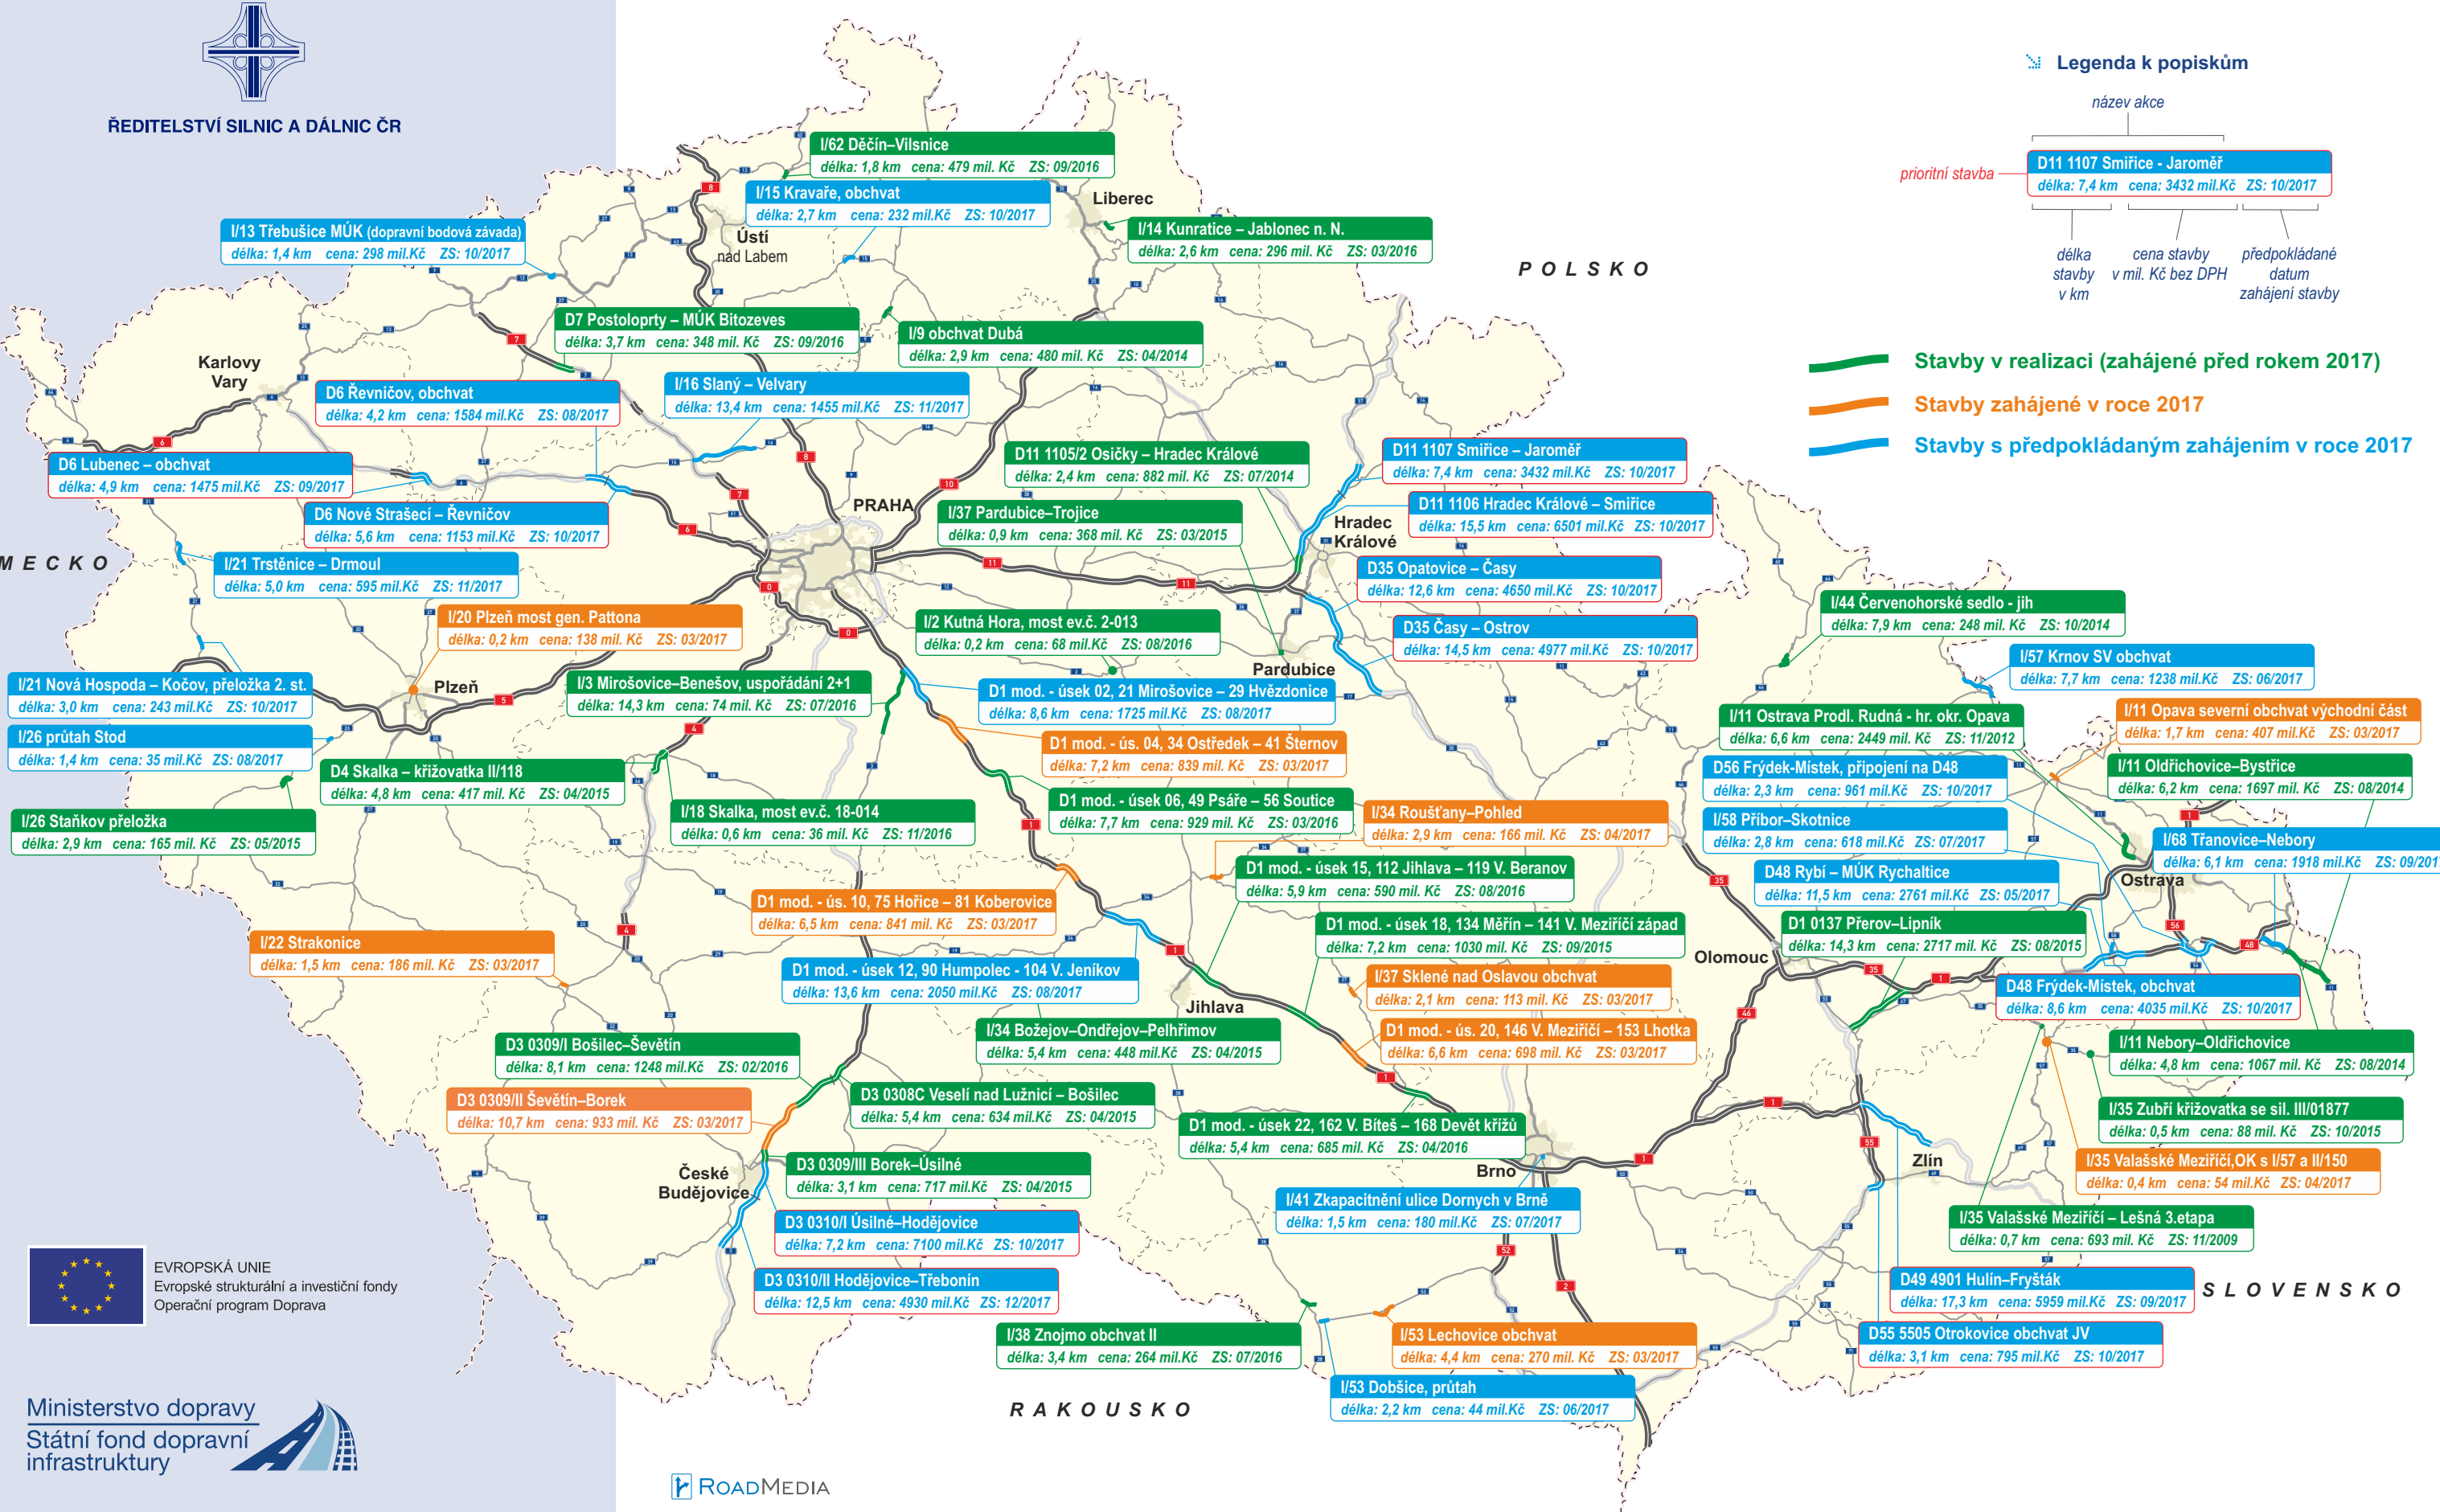 ŘEDITELSTVÍ SILNIC A DÁLNIC ČR
Legenda k popiskům
název akce
prioritní stavba
D11 1107 Smiřice - Jaroměř
délka: 7,4 km cena: 3432 mil.Kč ZS: 10/2017
délka
stavby
v km
cena stavby
v mil. Kč bez DPH
předpokládané
datum
zahájení stavby
Stavby v realizaci (zahájené před rokem 2017)
Stavby zahájené v roce 2017
Stavby s předpokládaným zahájením v roce 2017
POLSKO
MECKO
SLOVENSKO
RAKOUSKO
I/62 Děčín–Vilsnice
délka: 1,8 km cena: 479 mil. Kč ZS: 09/2016
I/15 Kravaře, obchvat
délka: 2,7 km cena: 232 mil.Kč ZS: 10/2017
Liberec
I/14 Kunratice – Jablonec n. N.
délka: 2,6 km cena: 296 mil. Kč ZS: 03/2016
I/13 Třebušice MÚK (dopravní bodová závada)
délka: 1,4 km cena: 298 mil.Kč ZS: 10/2017
Ústí
nad Labem
D7 Postoloprty – MÚK Bitozeves
délka: 3,7 km cena: 348 mil. Kč ZS: 09/2016
I/9 obchvat Dubá
délka: 2,9 km cena: 480 mil. Kč ZS: 04/2014
Karlovy
Vary
D6 Řevničov, obchvat
délka: 4,2 km cena: 1584 mil.Kč ZS: 08/2017
I/16 Slaný – Velvary
délka: 13,4 km cena: 1455 mil.Kč ZS: 11/2017
D6 Lubenec – obchvat
délka: 4,9 km cena: 1475 mil.Kč ZS: 09/2017
D11 1105/2 Osičky – Hradec Králové
délka: 2,4 km cena: 882 mil. Kč ZS: 07/2014
D11 1107 Smiřice – Jaroměř
délka: 7,4 km cena: 3432 mil.Kč ZS: 10/2017
D6 Nové Strašecí – Řevničov
délka: 5,6 km cena: 1153 mil.Kč ZS: 10/2017
PRAHA
I/37 Pardubice–Trojice
délka: 0,9 km cena: 368 mil. Kč ZS: 03/2015
D11 1106 Hradec Králové – Smiřice
délka: 15,5 km cena: 6501 mil.Kč ZS: 10/2017
Hradec
Králové
I/21 Trstěnice – Drmoul
délka: 5,0 km cena: 595 mil.Kč ZS: 11/2017
D35 Opatovice – Časy
délka: 12,6 km cena: 4650 mil.Kč ZS: 10/2017
I/20 Plzeň most gen. Pattona
délka: 0,2 km cena: 138 mil. Kč ZS: 03/2017
I/2 Kutná Hora, most ev.č. 2-013
délka: 0,2 km cena: 68 mil. Kč ZS: 08/2016
D35 Časy – Ostrov
délka: 14,5 km cena: 4977 mil.Kč ZS: 10/2017
I/44 Červenohorské sedlo - jih
délka: 7,9 km cena: 248 mil. Kč ZS: 10/2014
I/57 Krnov SV obchvat
délka: 7,7 km cena: 1238 mil.Kč ZS: 06/2017
Pardubice
I/21 Nová Hospoda – Kočov, přeložka 2. st.
délka: 3,0 km cena: 243 mil.Kč ZS: 10/2017
Plzeň
I/3 Mirošovice–Benešov, uspořádání 2+1
délka: 14,3 km cena: 74 mil. Kč ZS: 07/2016
D1 mod. - úsek 02, 21 Mirošovice – 29 Hvězdonice
délka: 8,6 km cena: 1725 mil.Kč ZS: 08/2017
I/26 průtah Stod
délka: 1,4 km cena: 35 mil.Kč ZS: 08/2017
D1 mod. - ús. 04, 34 Ostředek – 41 Šternov
délka: 7,2 km cena: 839 mil. Kč ZS: 03/2017
I/11 Ostrava Prodl. Rudná - hr. okr. Opava
délka: 6,6 km cena: 2449 mil. Kč ZS: 11/2012
I/11 Opava severní obchvat východní část
délka: 1,7 km cena: 407 mil. Kč ZS: 03/2017
D4 Skalka – křižovatka II/118
délka: 4,8 km cena: 417 mil. Kč ZS: 04/2015
D56 Frýdek-Místek, připojení na D48
délka: 2,3 km cena: 961 mil.Kč ZS: 10/2017
I/11 Oldřichovice–Bystřice
délka: 6,2 km cena: 1697 mil.Kč ZS: 08/2014
I/26 Staňkov přeložka
délka: 2,9 km cena: 165 mil. Kč ZS: 05/2015
I/18 Skalka, most ev.č. 18-014
délka: 0,6 km cena: 36 mil. Kč ZS: 11/2016
D1 mod. - úsek 06, 49 Psáře – 56 Soutice
délka: 7,7 km cena: 929 mil. Kč ZS: 03/2016
I/34 Roušťany–Pohled
délka: 2,9 km cena: 166 mil. Kč ZS: 04/2017
I/58 Příbor–Skotnice
délka: 2,8 km cena: 618 mil.Kč ZS: 07/2017
I/68 Třanovice–Nebory
délka: 6,1 km cena: 1918 mil.Kč ZS: 09/201
D1 mod. - úsek 15, 112 Jihlava – 119 V. Beranov
délka: 5,9 km cena: 590 mil. Kč ZS: 08/2016
D48 Rybí – MÚK Rychaltice
délka: 11,5 km cena: 2761 mil.Kč ZS: 05/2017
Ostrava
D1 mod. - ús. 10, 75 Hořice – 81 Koberovice
délka: 6,5 km cena: 841 mil. Kč ZS: 03/2017
D1 mod. - úsek 18, 134 Měřín – 141 V. Meziříčí západ
délka: 7,2 km cena: 1030 mil. Kč ZS: 09/2015
D1 0137 Přerov–Lipník
délka: 14,3 km cena: 2717 mil. Kč ZS: 08/2015
I/22 Strakonice
délka: 1,5 km cena: 186 mil. Kč ZS: 03/2017
Olomouc
D1 mod. - úsek 12, 90 Humpolec - 104 V. Jeníkov
délka: 13,6 km cena: 2050 mil.Kč ZS: 08/2017
I/37 Sklené nad Oslavou obchvat
délka: 2,1 km cena: 113 mil. Kč ZS: 03/2017
D48 Frýdek-Místek, obchvat
délka: 8,6 km cena: 4035 mil.Kč ZS: 10/2017
Jihlava
I/34 Božejov–Ondřejov–Pelhřimov
délka: 5,4 km cena: 448 mil.Kč ZS: 04/2015
D1 mod. - ús. 20, 146 V. Meziříčí – 153 Lhotka
délka: 6,6 km cena: 698 mil. Kč ZS: 03/2017
D3 0309/I Bošilec–Ševětín
délka: 8,1 km cena: 1248 mil. Kč ZS: 02/2016
I/11 Nebory–Oldřichovice
délka: 4,8 km cena: 1067 mil. Kč ZS: 08/2014
D3 0309/II Ševětín–Borek
délka: 10,7 km cena: 933 mil. Kč ZS: 03/2017
D3 0308C Veselí nad Lužnicí – Bošilec
délka: 5,4 km cena: 634 mil.Kč ZS: 04/2015
D1 mod. - úsek 22, 162 V. Bíteš – 168 Devět křížů
délka: 5,4 km cena: 685 mil. Kč ZS: 04/2016
I/35 Zubří křižovatka se sil. III/01877
délka: 0,5 km cena: 88 mil. Kč ZS: 10/2015
České
Budějovice
D3 0309/III Borek–Úsilné
délka: 3,1 km cena: 717 mil.Kč ZS: 04/2015
Brno
Zlín
I/35 Valašské Meziříčí,OK s I/57 a II/150
délka: 0,4 km cena: 54 mil. Kč ZS: 04/2017
D3 0310/I Úsilné–Hodějovice
délka: 7,2 km cena: 7100 mil.Kč ZS: 10/2017
I/41 Zkapacitnění ulice Dornych v Brně
délka: 1,5 km cena: 180 mil.Kč ZS: 07/2017
I/35 Valašské Meziříčí – Lešná 3.etapa
délka: 0,7 km cena: 693 mil. Kč ZS: 11/2009
D3 0310/II Hodějovice–Třebonín
délka: 12,5 km cena: 4930 mil.Kč ZS: 12/2017
D49 4901 Hulín–Fryšták
délka: 17,3 km cena: 5959 mil.Kč ZS: 09/2017
I/38 Znojmo obchvat II
délka: 3,4 km cena: 264 mil.Kč ZS: 07/2016
I/53 Lechovice obchvat
délka: 4,4 km cena: 270 mil. Kč ZS: 03/2017
D55 5505 Otrokovice obchvat JV
délka: 3,1 km cena: 795 mil.Kč ZS: 10/2017
I/53 Dobšice, průtah
délka: 2,2 km cena: 44 mil.Kč ZS: 06/2017
EVROPSKÁ UNIE
Evropské strukturální a investiční fondy
Operační program Doprava
Ministerstvo dopravy
Státní fond dopravní
infrastruktury
ROADMEDIA